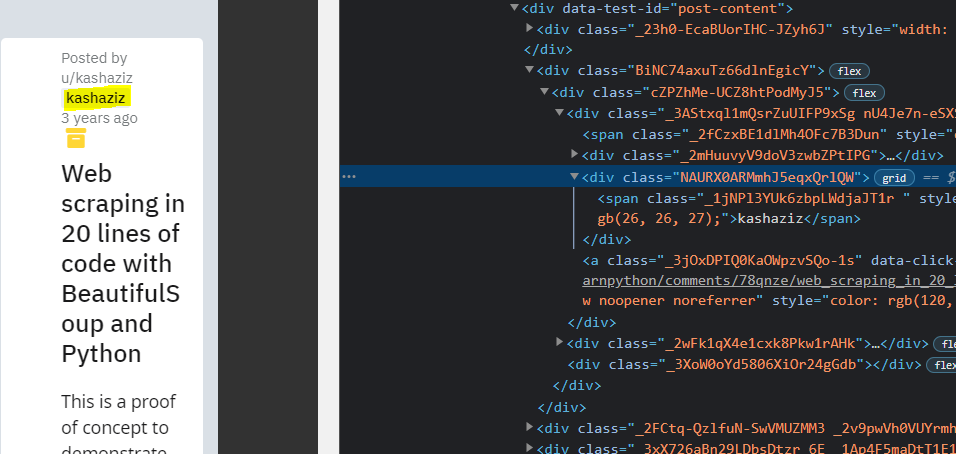 Posted by
u/kashaziz
kashaziz
3 years ago
Web
scraping in
20 lines of
code with
BeautifulS
oup and
Python
This is a proof
of concept to
demonstrate
<div data-test-id="post-content">
<div class="_23h0-EcaBUorIHC-JZyh6J" style="width:
</div>
<div class="BiNC74axuTz66dlnEgicY"> flex
<div class="cZPZhMe-UCZ8htPodMyJ5"> flex
<div class="_3AStxql1mQsrZuUIFP9xSg nU4Je7n-eSXS
<span class="_2fCzxBE1dlMh4OFc7B3Dun" style="
<div class="_2mHuuvyV9doV3zwbZPtIPG">…</div>
<div class="NAURX0ARMmhJ5eqxQrlQW"> grid == $
<span class="_1jNPl3YUk6zbpLWdjaJT1r " style
gb(26, 26, 27);">kashaziz</span>
</div>
<a class="_3jOxDPIQ0KaOWpzvSQo-1s" data-click-
arnpython/comments/78qnze/web_scraping_in_20_l
w noopener noreferrer" style="color: rgb(120,
</div>
<div class="_2wFk1qX4e1cxk8Pkw1rAHk">…</div> fle
<div class="_3XoW0oYd5806XiOr24gGdb"></div> flex
</div>
</div>
<div class="_2FCtq-QzlfuN-SwVMUZMM3 _2v9pwVh0VUYrmh
<div class="_3xX726aBn29LDbsDtzr_6E _1Ap4F5maDtT1E1